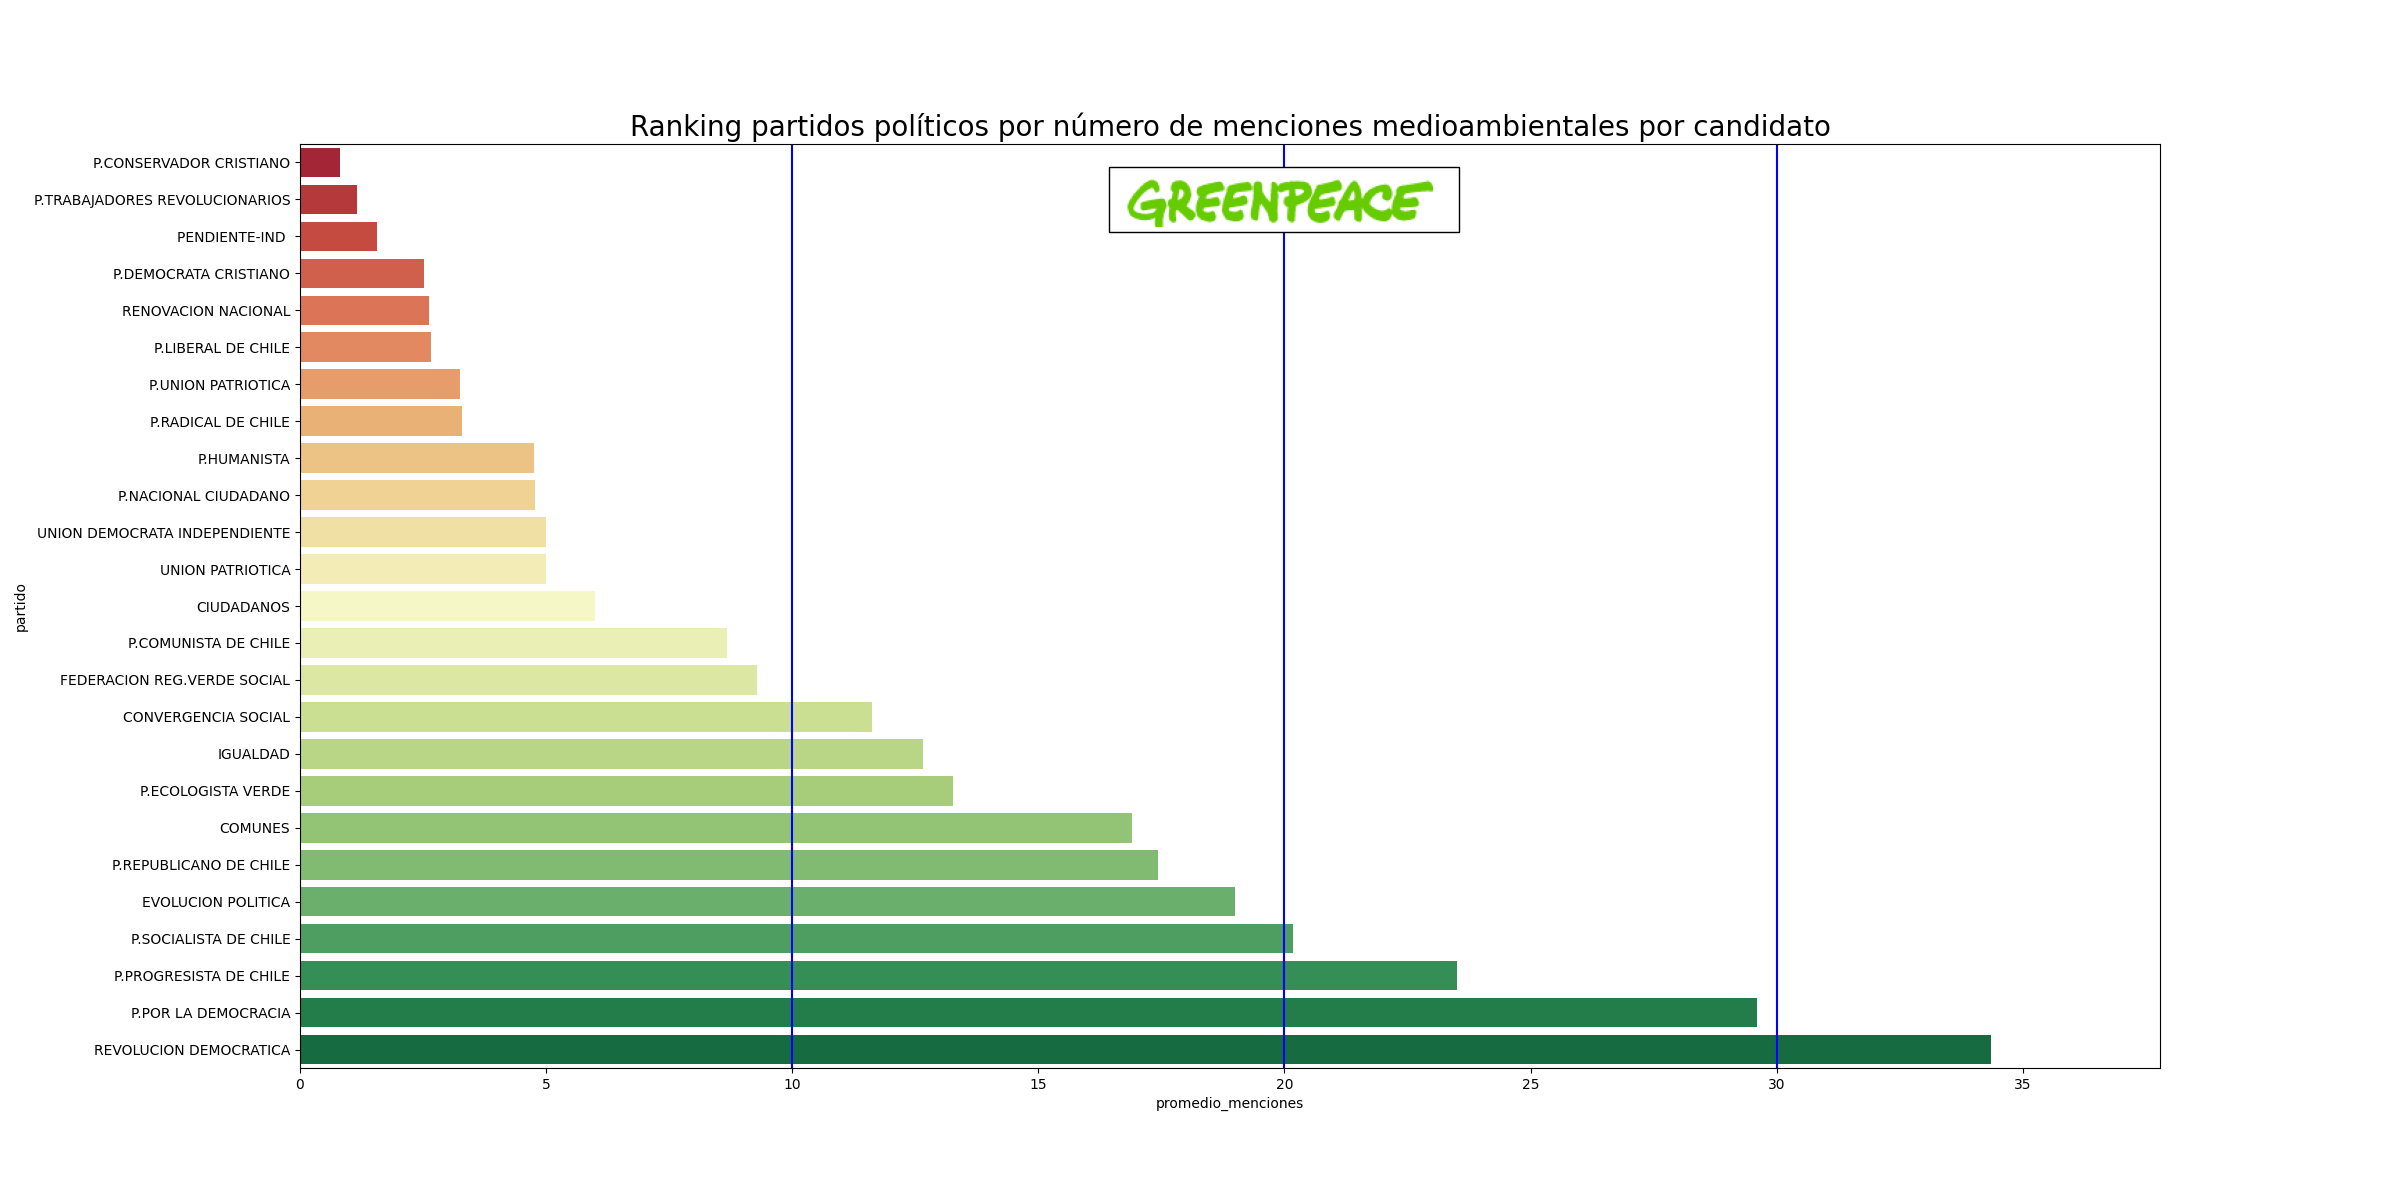 Ranking partidos políticos por número de menciones medioambientales por candidato
GREENPEACE
partido
P.CONSERVADOR CRISTIANO
P.TRABAJADORES REVOLUCIONARIOS
PENDIENTE-IND
P.DEMOCRATA CRISTIANO
RENOVACION NACIONAL
P.LIBERAL DE CHILE
P.UNION PATRIOTICA
P.RADICAL DE CHILE
P.HUMANISTA
P.NACIONAL CIUDADANO
UNION DEMOCRATA INDEPENDIENTE
UNION PATRIOTICA
CIUDADANOS
P.COMUNISTA DE CHILE
FEDERACION REG.VERDE SOCIAL
CONVERGENCIA SOCIAL
IGUALDAD
P.ECOLOGISTA VERDE
COMUNES
P.REPUBLICANO DE CHILE
EVOLUCION POLITICA
P.SOCIALISTA DE CHILE
P.PROGRESISTA DE CHILE
P.POR LA DEMOCRACIA
REVOLUCION DEMOCRATICA
0 5 10 15 20 25 30 35
promedio_menciones